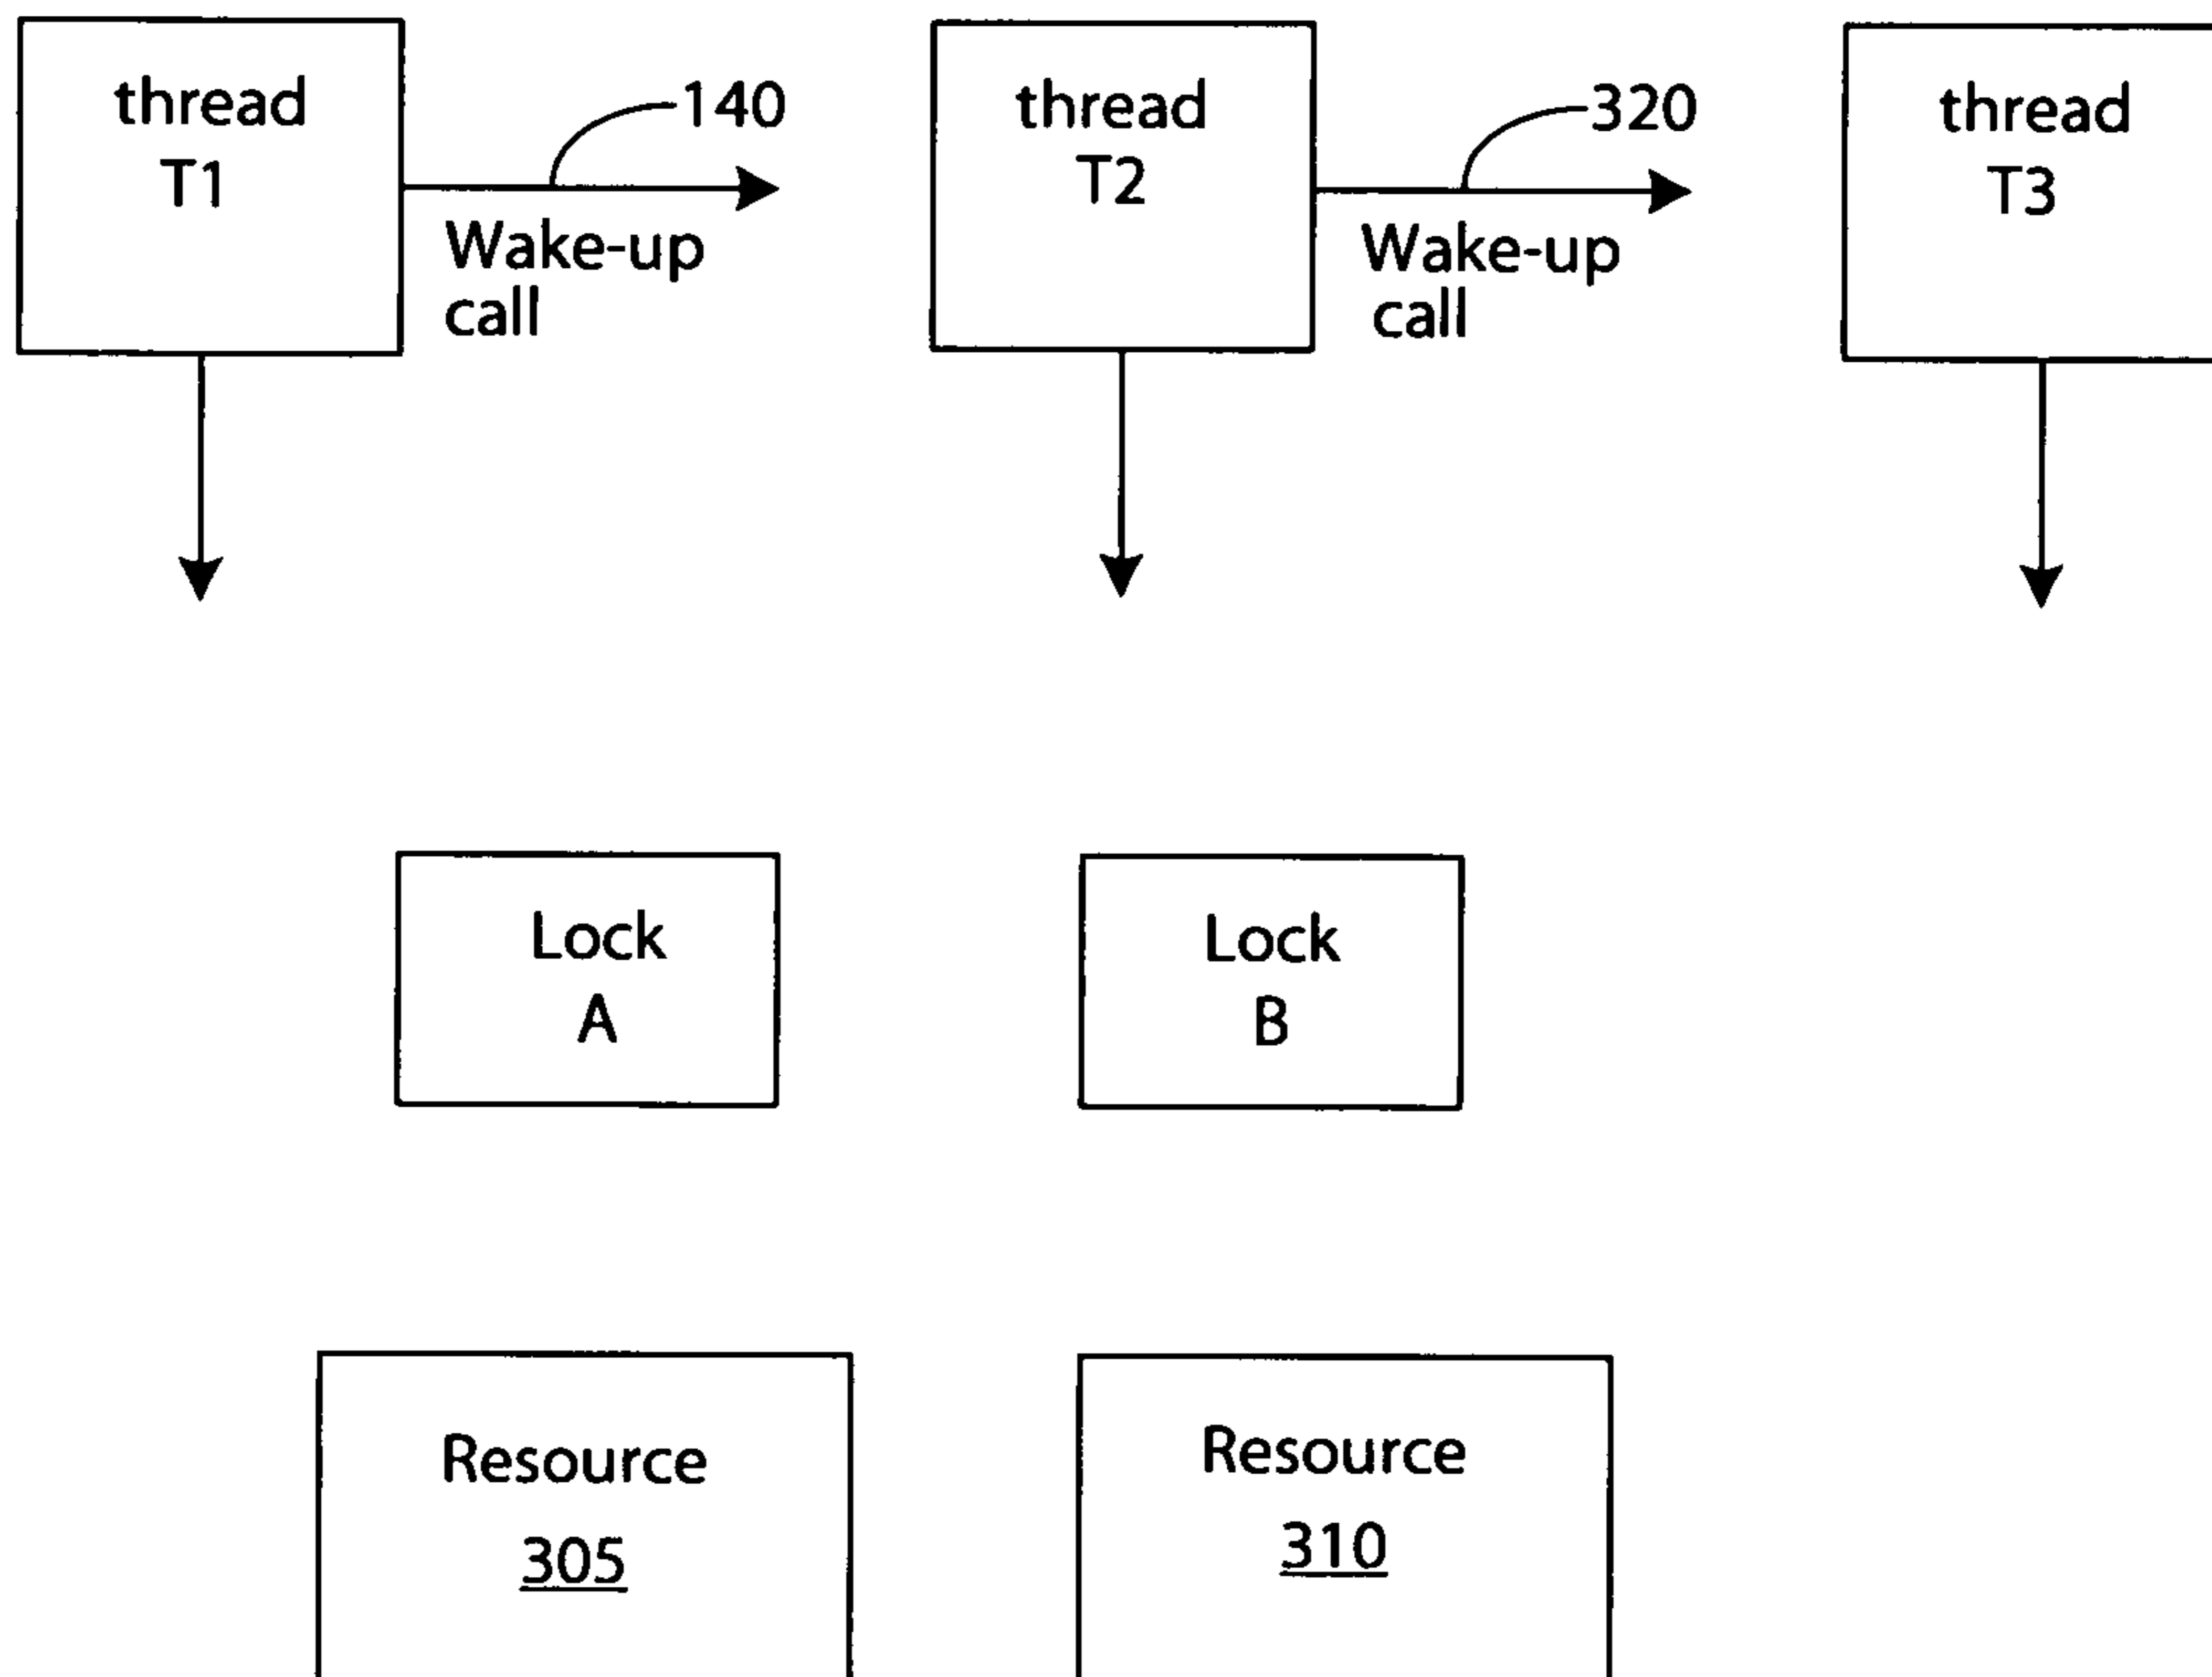 thread
T1
140
Wake-up
call
thread
T2
320
Wake-up
call
thread
T3
Lock
A
Lock
B
Resource
305
Resource
310